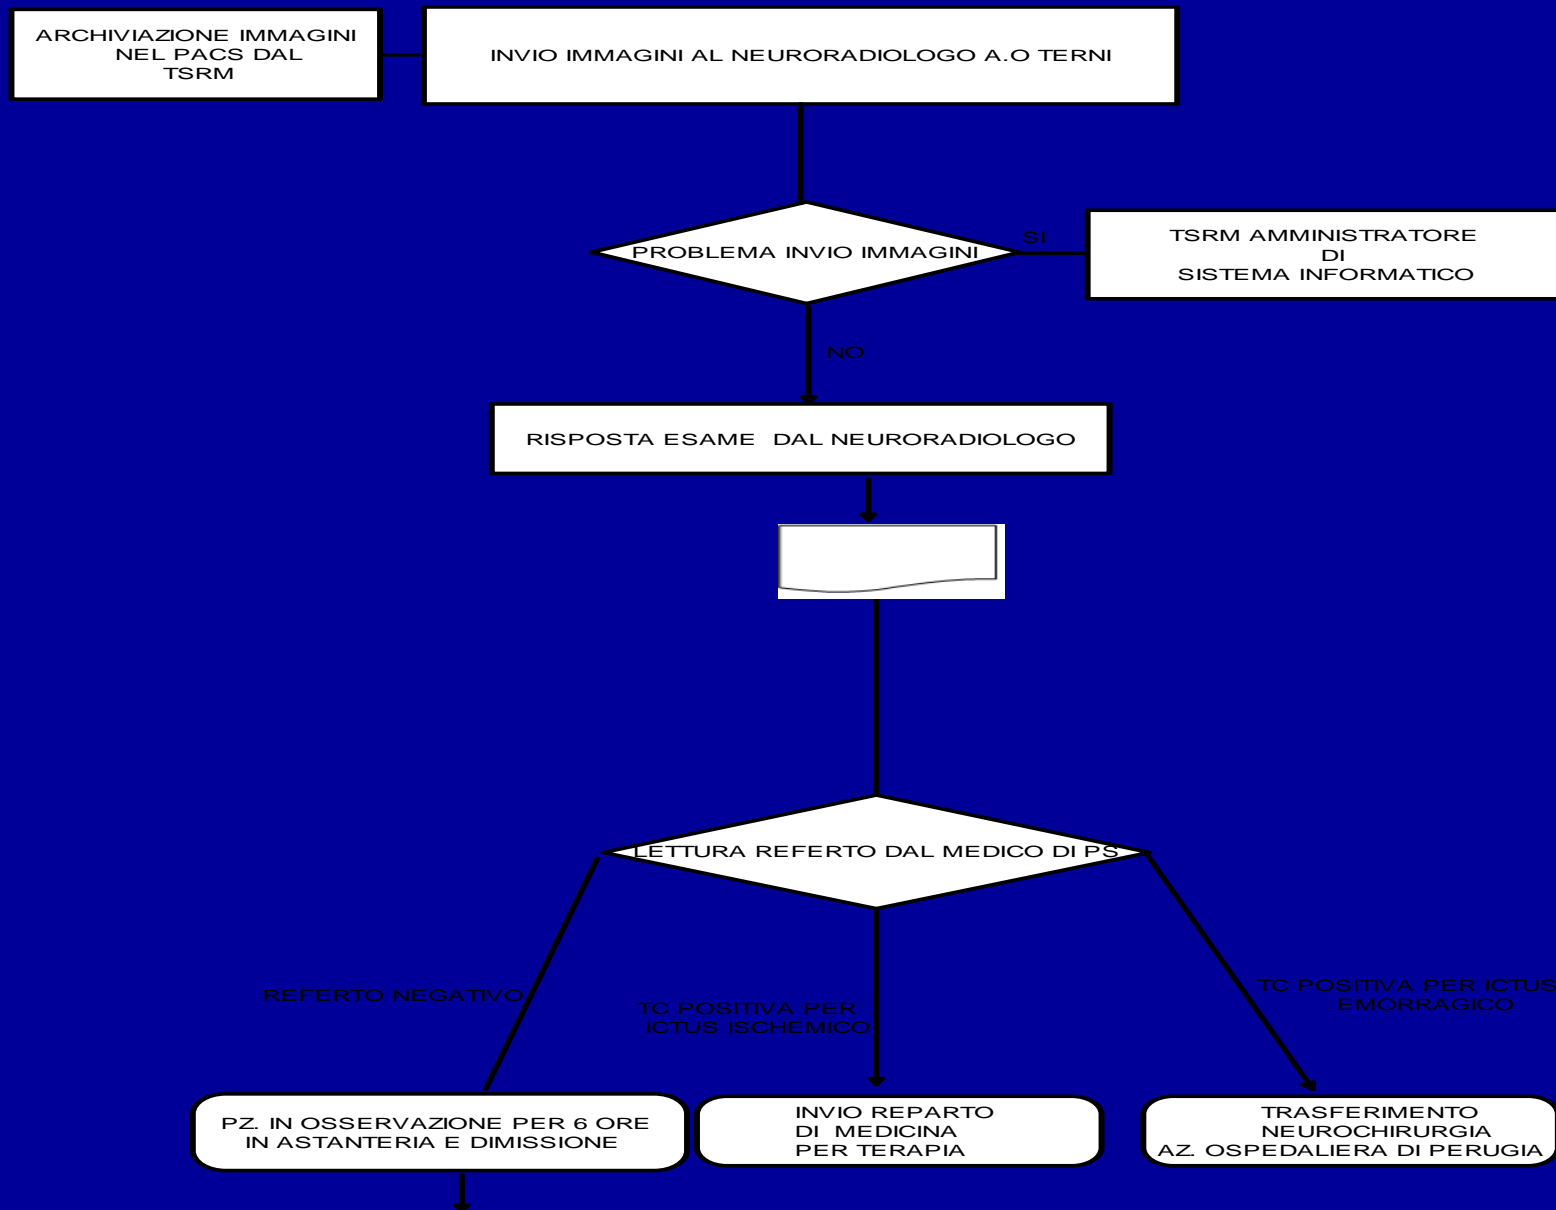 ARCHIVIAZIONE IMMAGINI
NEL PACS DAL
TSRM
INVIO IMMAGINI AL NEURORADIOLOGO A.O TERNI
PROBLEMA INVIO IMMAGINI
SI
TSRM AMMINISTRATORE
DI
SISTEMA INFORMATICO
NO
RISPOSTA ESAME DAL NEURORADIOLOGO
LETTURA REFERTO DAL MEDICO DI PS
REFERTO NEGATIVO
TC POSITIVA PER
ICTUS ISCHEMICO
TC POSITIVA PER ICTUS
EMORRAGICO
PZ. IN OSSERVAZIONE PER 6 ORE
IN ASTANTERIA E DIMISSIONE
INVIO REPARTO
DI MEDICINA
PER TERAPIA
TRASFERIMENTO
NEUROCHIRURGIA
AZ. OSPEDALIERA DI PERUGIA